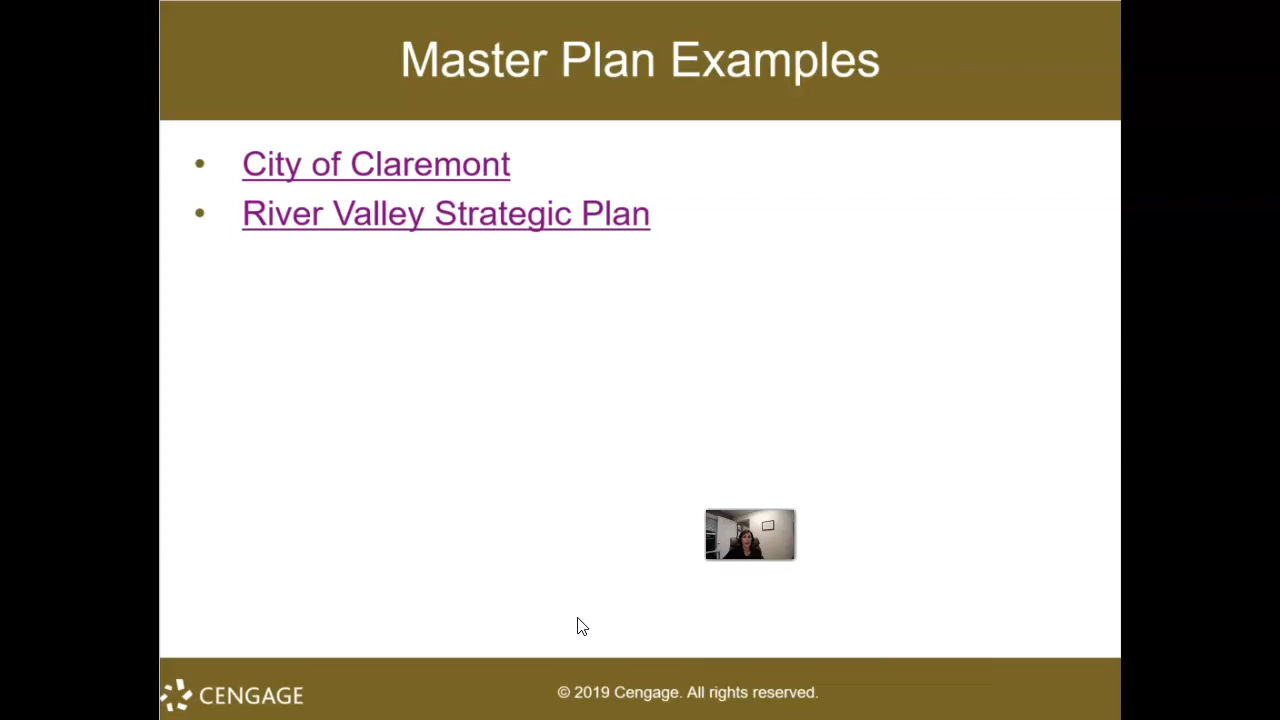 Master Plan Examples
• City of Claremont
• River Valley Strategic Plan
CENGAGE
© 2019 Cengage. All rights reserved.